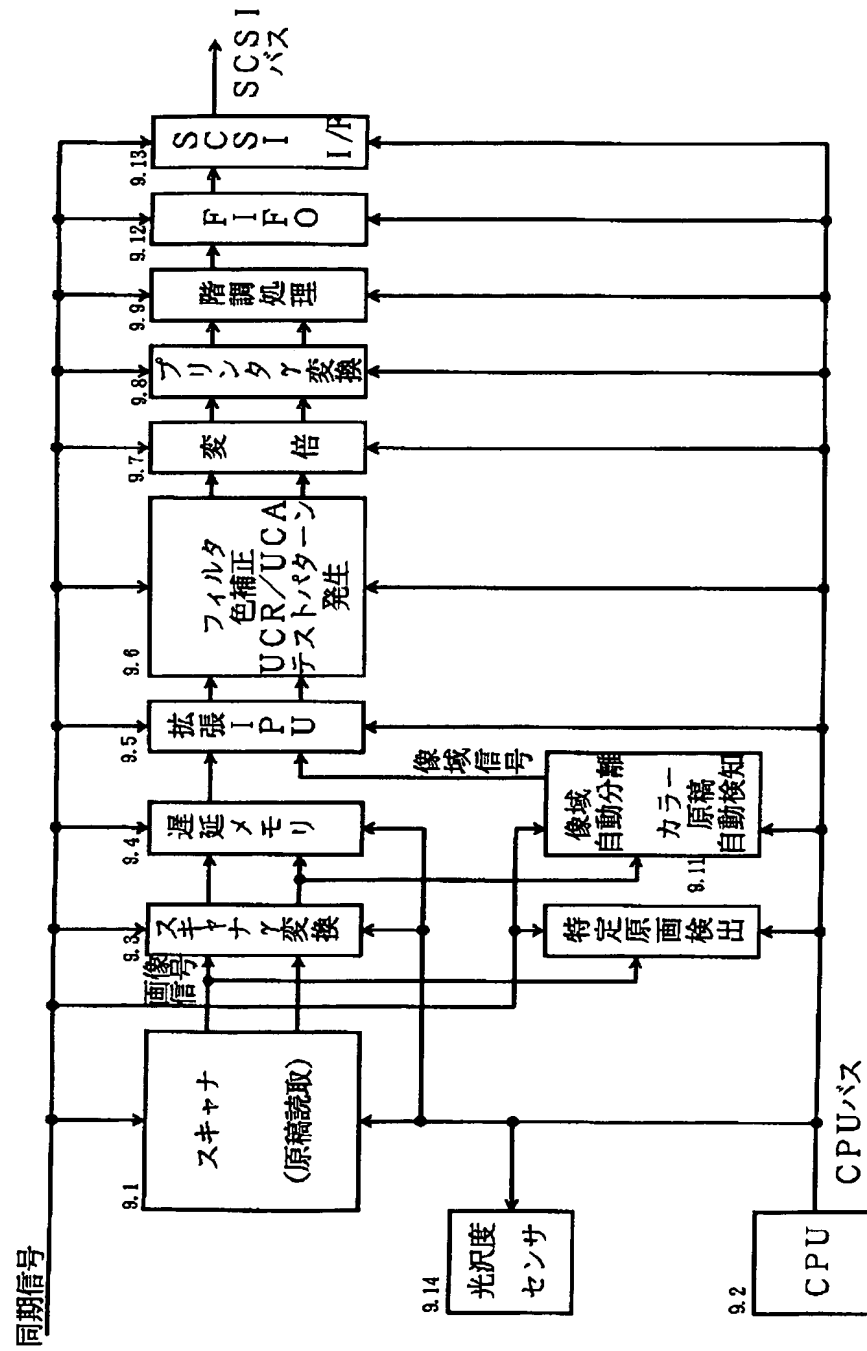 同期信号
9.1
スキャナ
(原稿読取)
画像
信号
9.3
スキャナγ変換
9.4
遅延メモリ
9.5
拡張IPU
9.6
フィルタ
色補正
UCR/UCA
テストパターン
発生
9.7
変倍
9.8
プリンタγ変換
9.9
階調処理
9.12
FIFO
9.13
SCSI
I/F
SCSI
バス
特定原画検出
9.11
像域
自動分離
カラー
原稿
自動検知
像域信号
9.14
光沢度
センサ
9.2
CPU
CPUバス